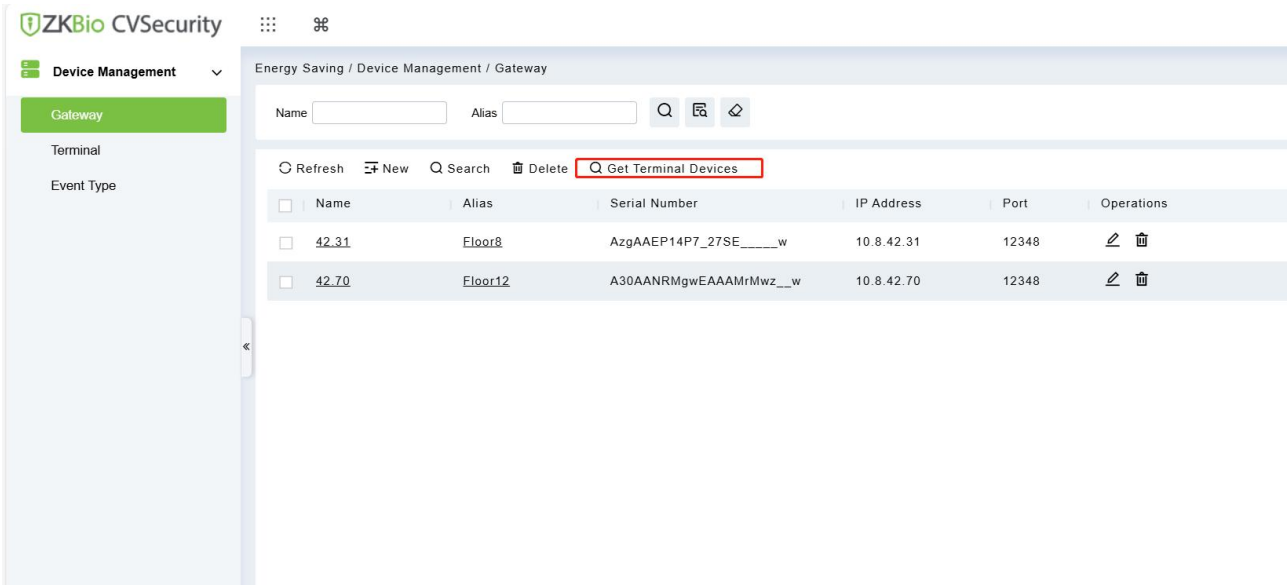 ZKBio CVSecurity
Device Management
Gateway
Terminal
Event Type
Energy Saving / Device Management / Gateway
Name Alias
Refresh New Search Delete Get Terminal Devices
Name Alias Serial Number IP Address Port Operations
42.31 Floor8 AzgAAEP14P7_27SE_____w 10.8.42.31 12348
42.70 Floor12 A30AANRMgwEAAAMrMwz__w 10.8.42.70 12348